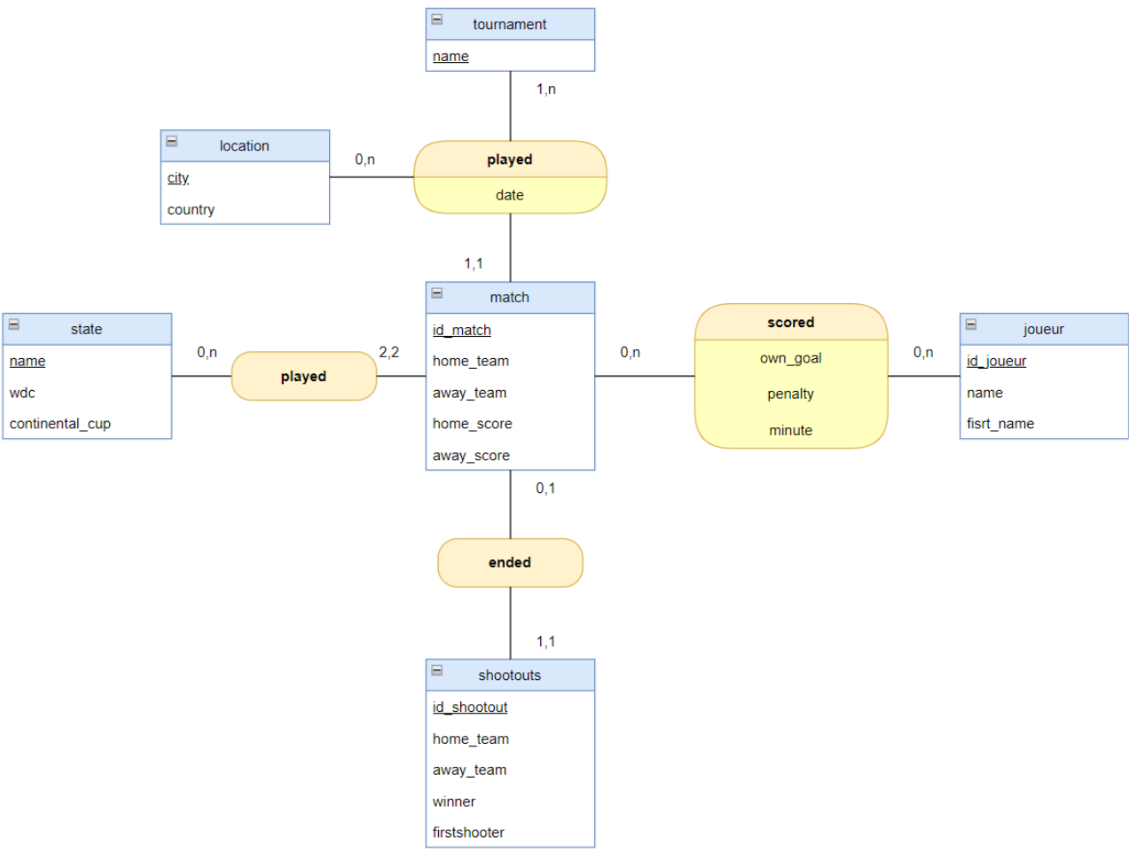 tournament
name
1,n
location
city
country
0,n
played
date
1,1
match
id_match
home_team
away_team
home_score
away_score
state
name
wdc
continental_cup
0,n
played
2,2
0,n
scored
own_goal
penalty
minute
0,n
joueur
id_joueur
name
fisrt_name
0,1
ended
1,1
shootouts
id_shootout
home_team
away_team
winner
firstshooter